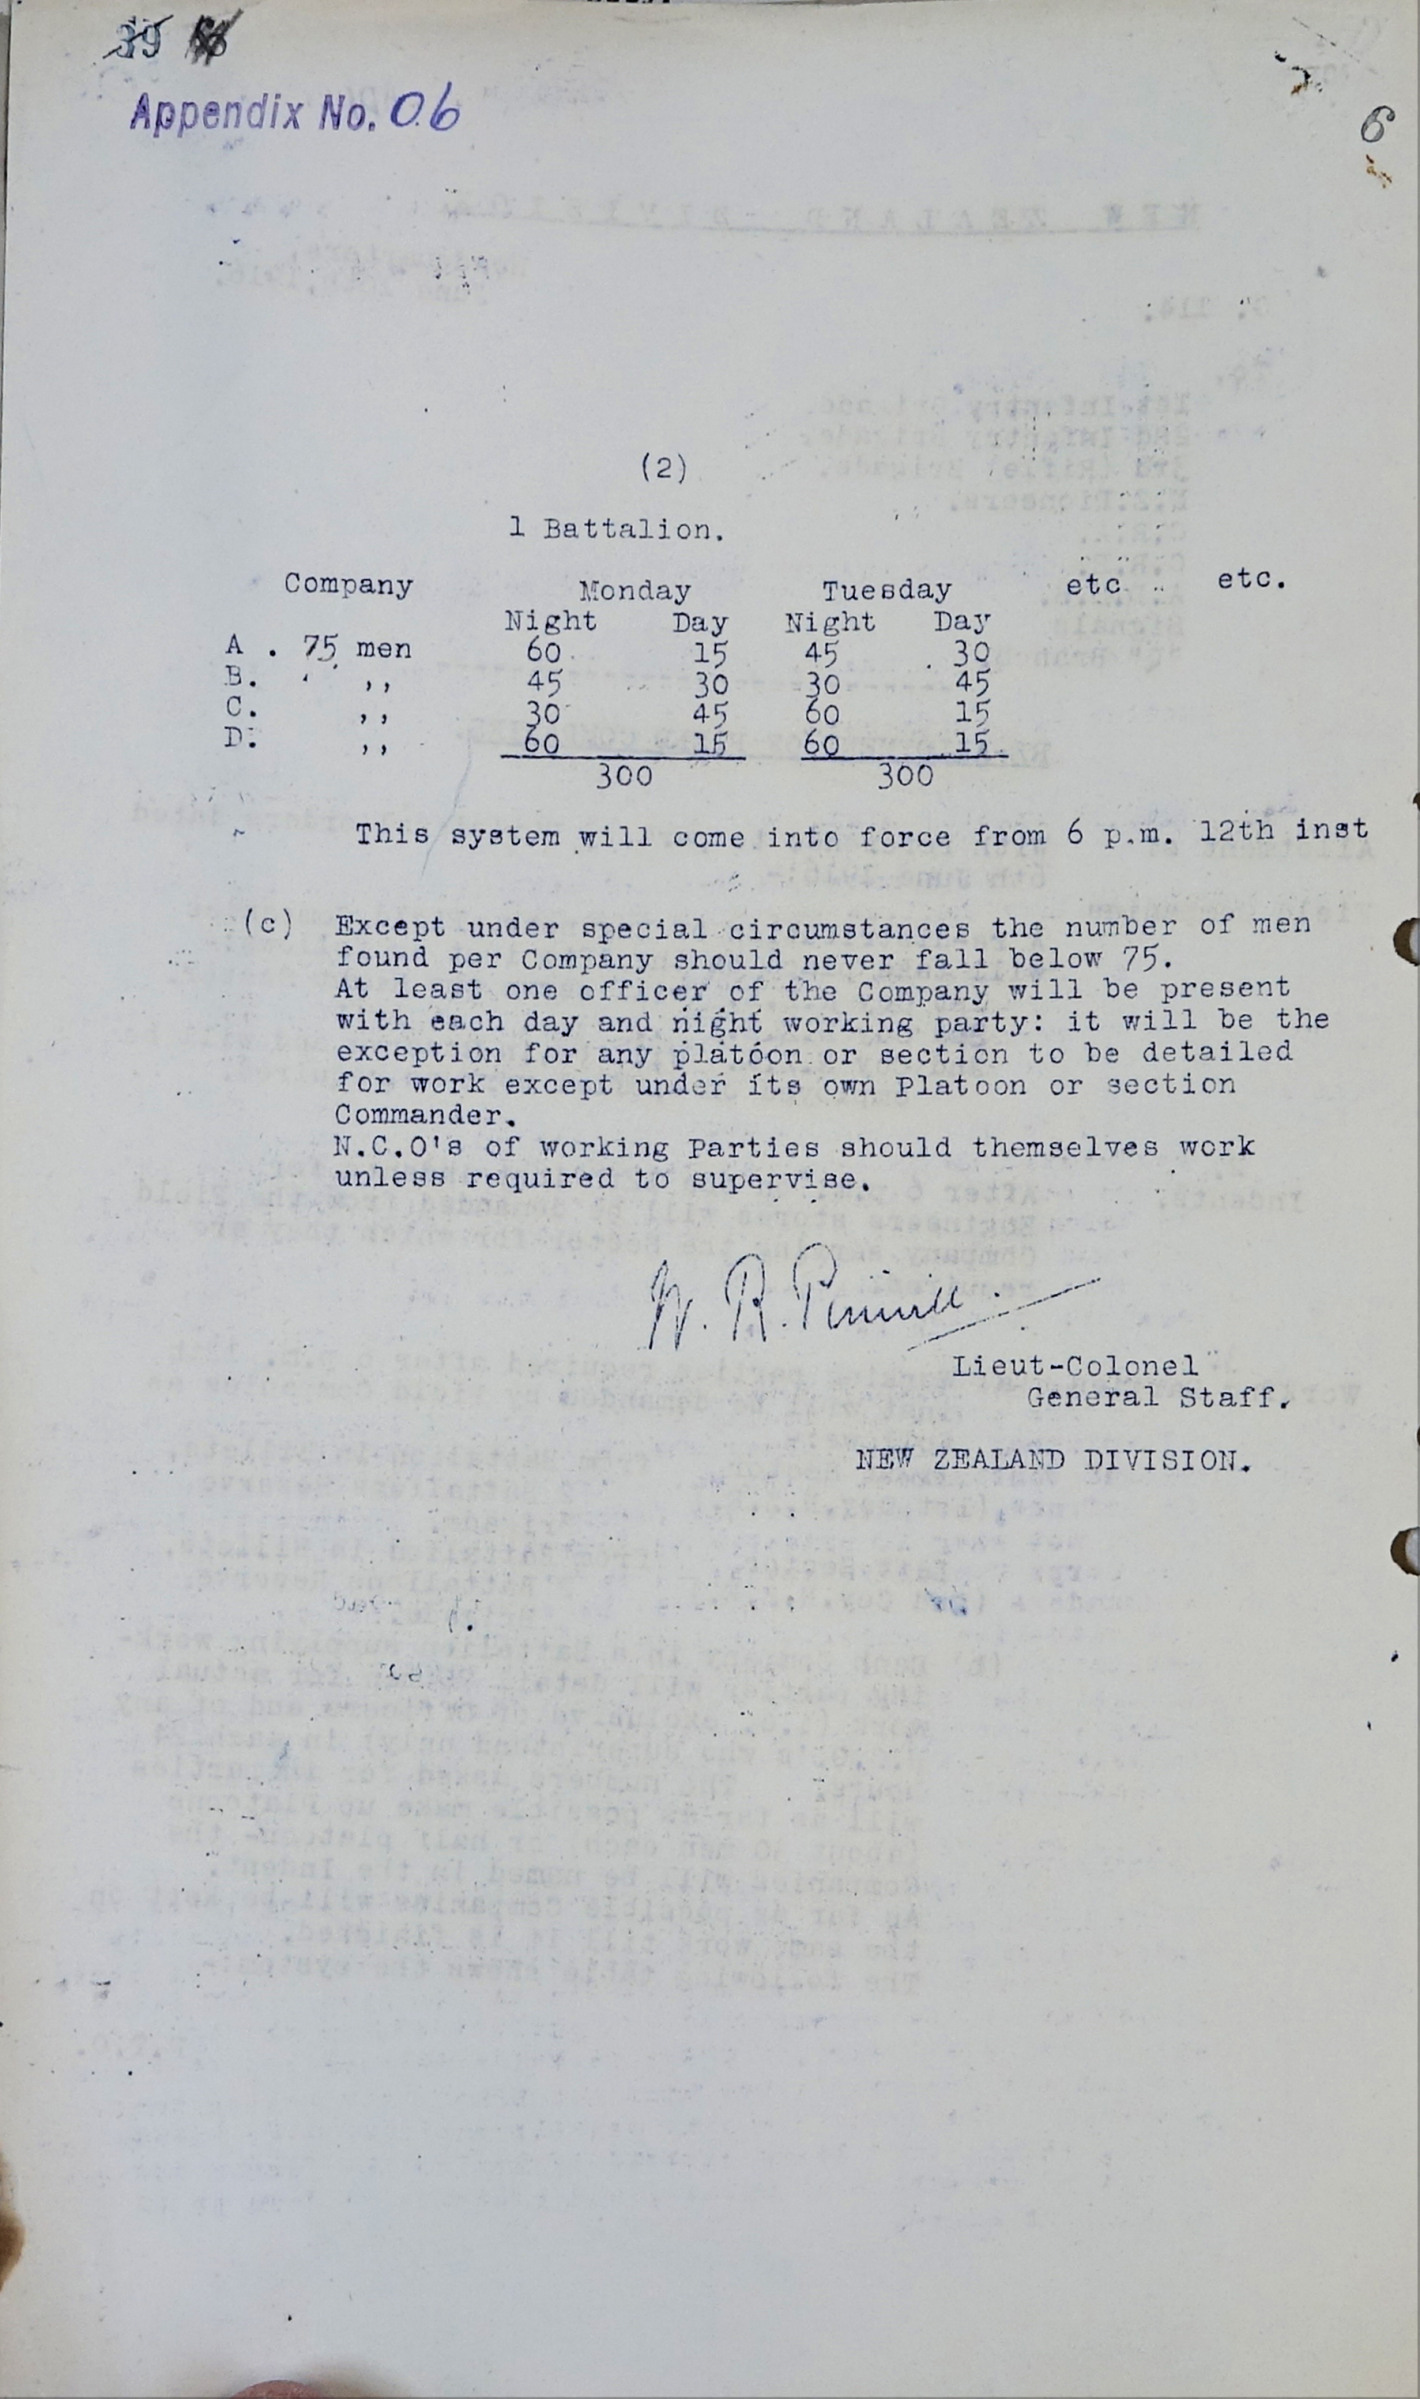 39
Appendix No. 06
6
(2)
1 Battalion.
Company Monday Tuesday etc etc.
Night Day Night Day
A . 75 men 60 15 45 30
B. ,, 45 30 30 45
C. ,, 30 45 60 15
D. ,, 60 15 60 15
300 300
This system will come into force from 6 p.m. 12th inst
(c) Except under special circumstances the number of men
found per Company should never fall below 75.
At least one officer of the Company will be present
with each day and night working party: it will be the
exception for any platoon or section to be detailed
for work except under its own Platoon or section
Commander.
N.C.O's of working Parties should themselves work
unless required to supervise.
W. R. Pinwill.
Lieut-Colonel
General Staff.
NEW ZEALAND DIVISION.